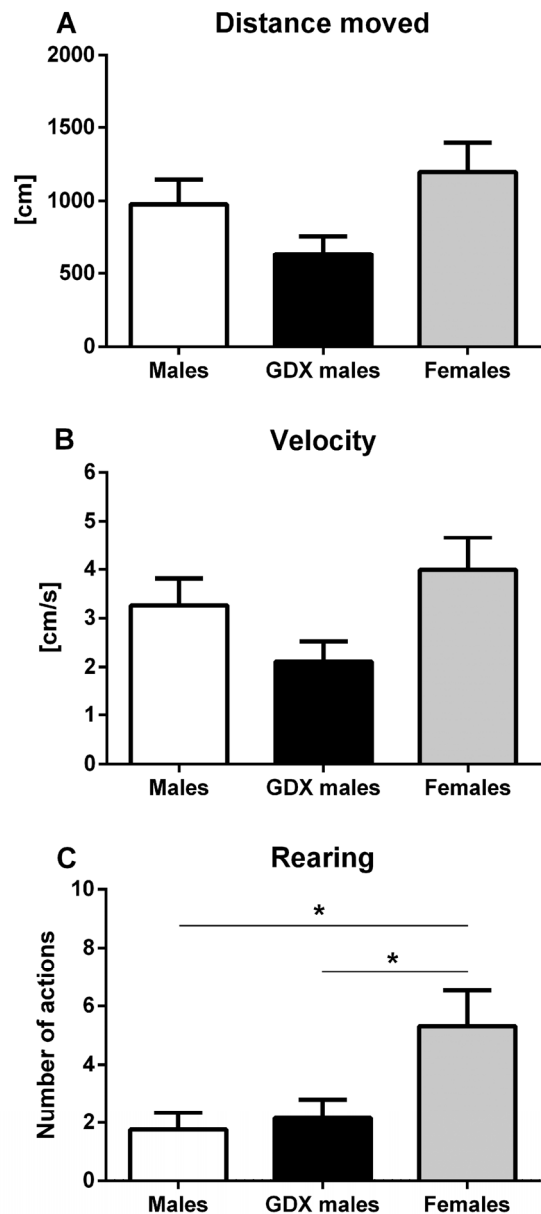 A Distance moved
2000
1500
1000
500
0
[cm]
Males GDX males Females
B Velocity
6
5
4
3
2
1
0
[cm/s]
Males GDX males Females
C Rearing
10
8
6
4
2
0
Number of actions
*
*
Males GDX males Females